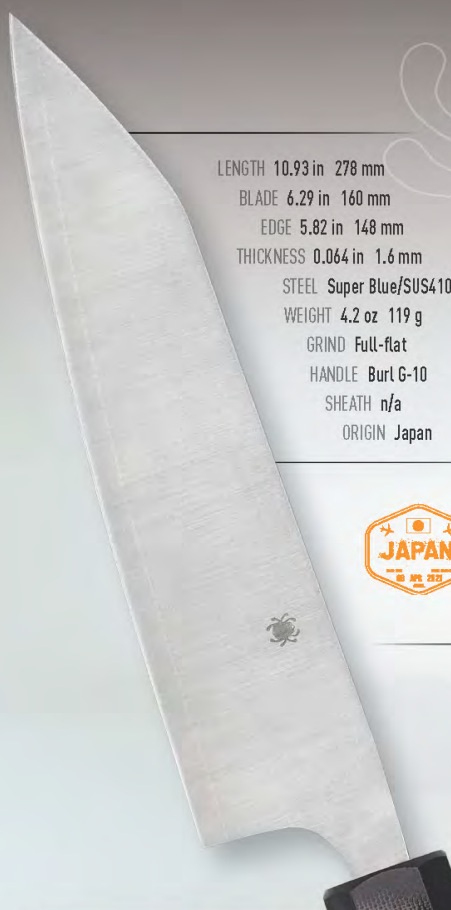 LENGTH 10.93 in 278 mm
BLADE 6.29 in 160 mm
EDGE 5.82 in 148 mm
THICKNESS 0.064 in 1.6 mm
STEEL Super Blue/SUS410
WEIGHT 4.2 oz 119 g
GRIND Full-flat
HANDLE Burl G-10
SHEATH n/a
ORIGIN Japan
JAPAN